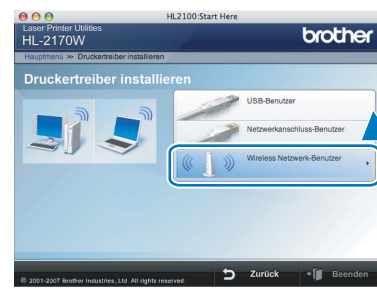 HL2100:Start Here
Laser Printer Utilities
HL-2170W
brother
Hauptmenü >> Druckertreiber installieren
Druckertreiber installieren
USB-Benutzer
Netzwerkanschluss-Benutzer
Wireless Netzwerk-Benutzer
© 2001-2007 Brother Industries, Ltd. All rights reserved.
Zurück
Beenden